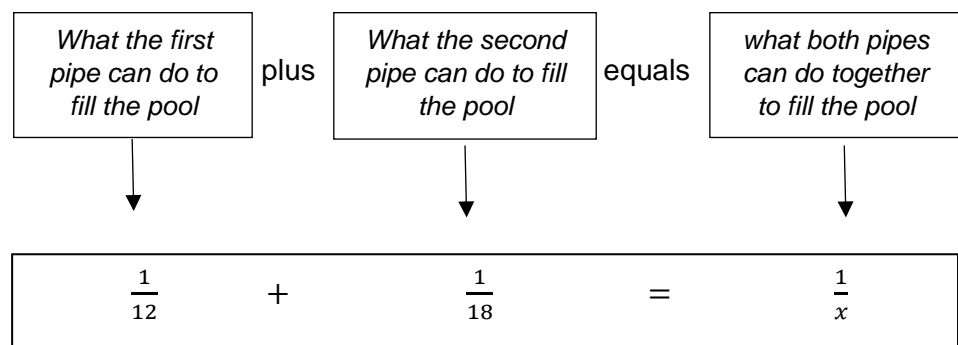 What the first
pipe can do to
fill the pool
plus
What the second
pipe can do to fill
the pool
equals
what both pipes
can do together
to fill the pool
1/12 + 1/18 = 1/x